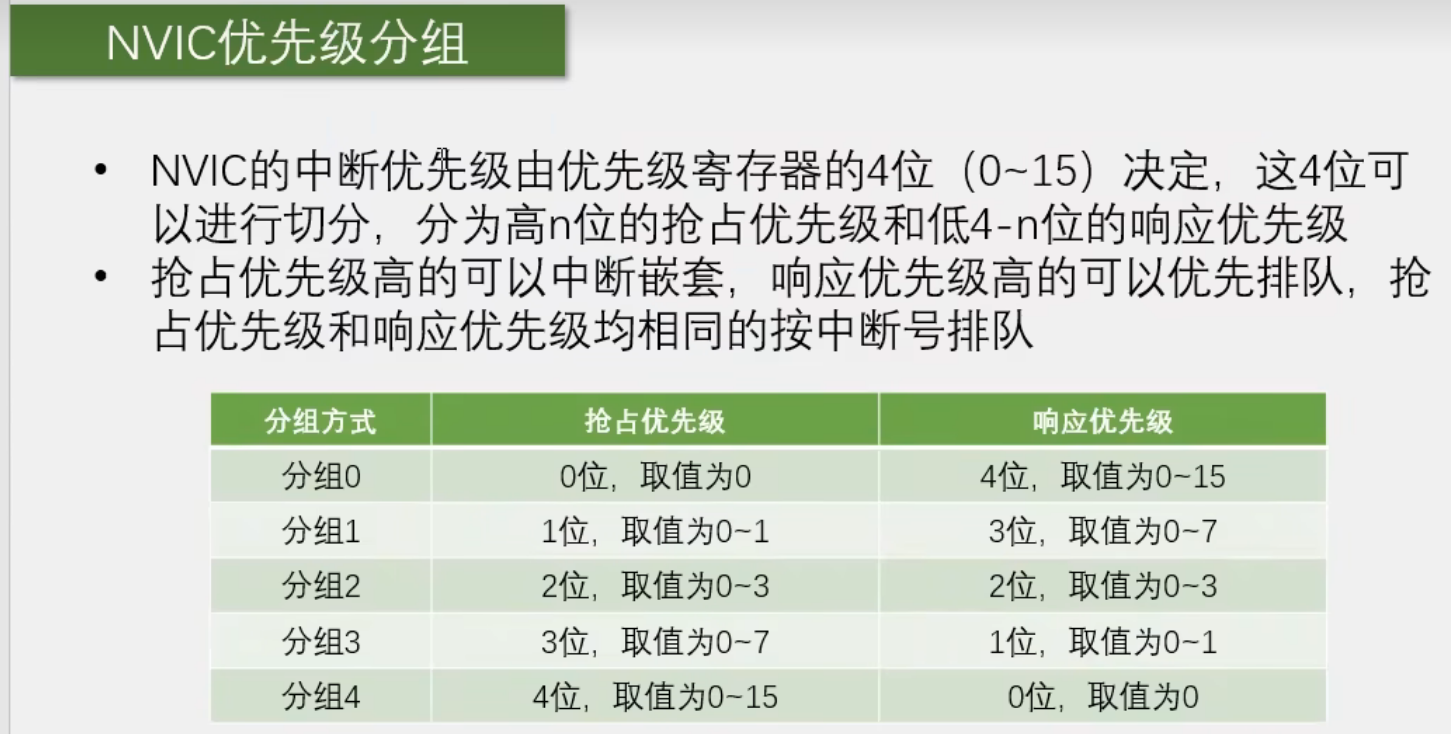 NVIC优先级分组
• NVIC的中断优先级由优先级寄存器的4位（0~15）决定，这4位可
以进行切分，分为高n位的抢占优先级和低4-n位的响应优先级
• 抢占优先级高的可以中断嵌套，响应优先级高的可以优先排队，抢
占优先级和响应优先级均相同的按中断号排队
分组方式 抢占优先级 响应优先级
分组0 0位，取值为0 4位，取值为0~15
分组1 1位，取值为0~1 3位，取值为0~7
分组2 2位，取值为0~3 2位，取值为0~3
分组3 3位，取值为0~7 1位，取值为0~1
分组4 4位，取值为0~15 0位，取值为0